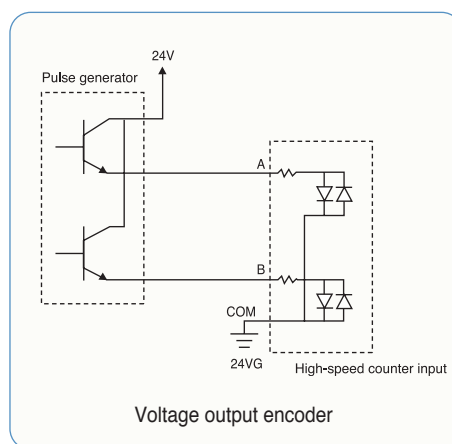 24V
Pulse generator
A
B
COM
24VG
High-speed counter input
Voltage output encoder